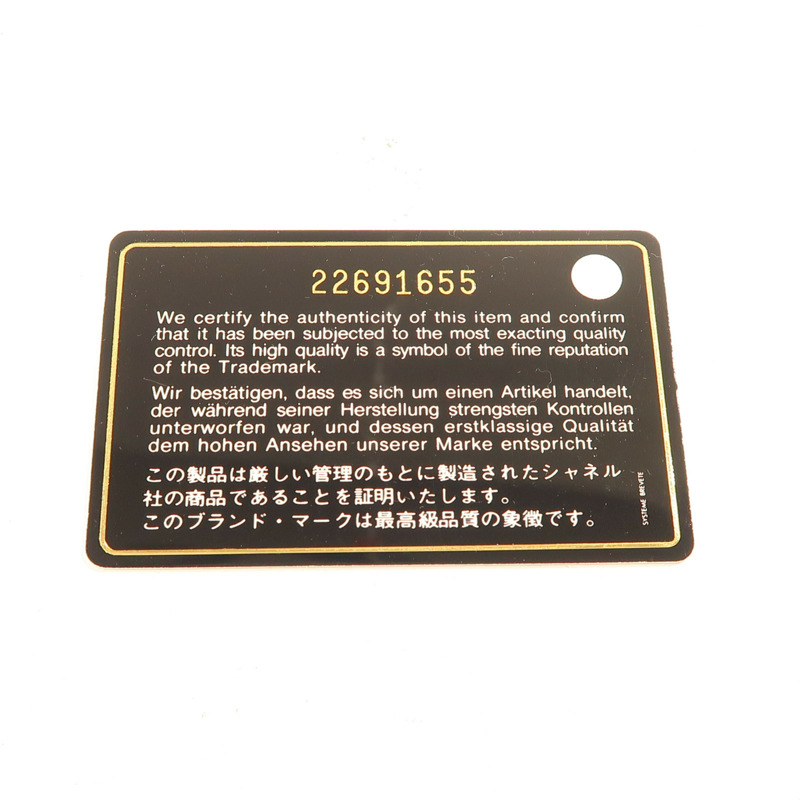 22691655
We certify the authenticity of this item and confirm
that it has been subjected to the most exacting quality
control. Its high quality is a symbol of the fine reputation
of the Trademark.
Wir bestätigen, dass es sich um einen Artikel handelt,
der während seiner Herstellung strengsten Kontrollen
unterworfen war, und dessen erstklassige Qualität
dem hohen Ansehen unserer Marke entspricht.
この製品は厳しい管理のもとに製造されたシャネル
社の商品であることを証明いたします。
このブランド・マークは最高級品質の象徴です。
SYSTEME BREVETE